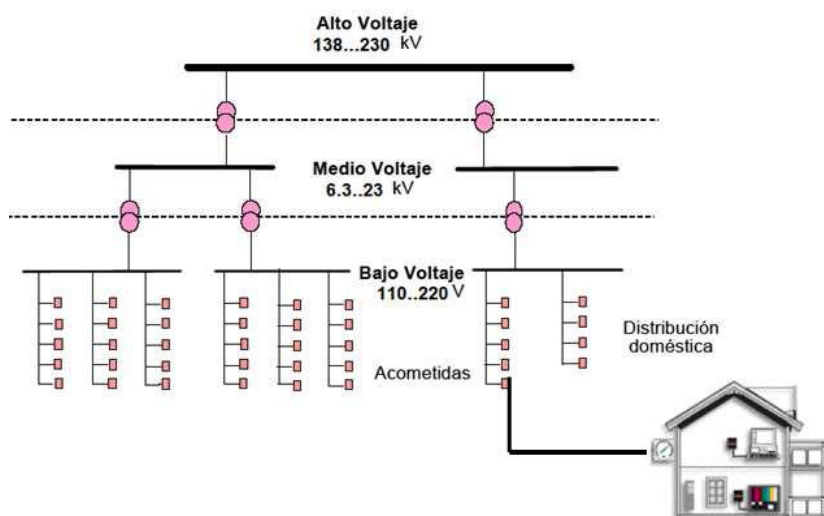 Alto Voltaje
138...230 kV
Medio Voltaje
6.3..23 kV
Bajo Voltaje
110..220 V
Distribución
doméstica
Acometidas